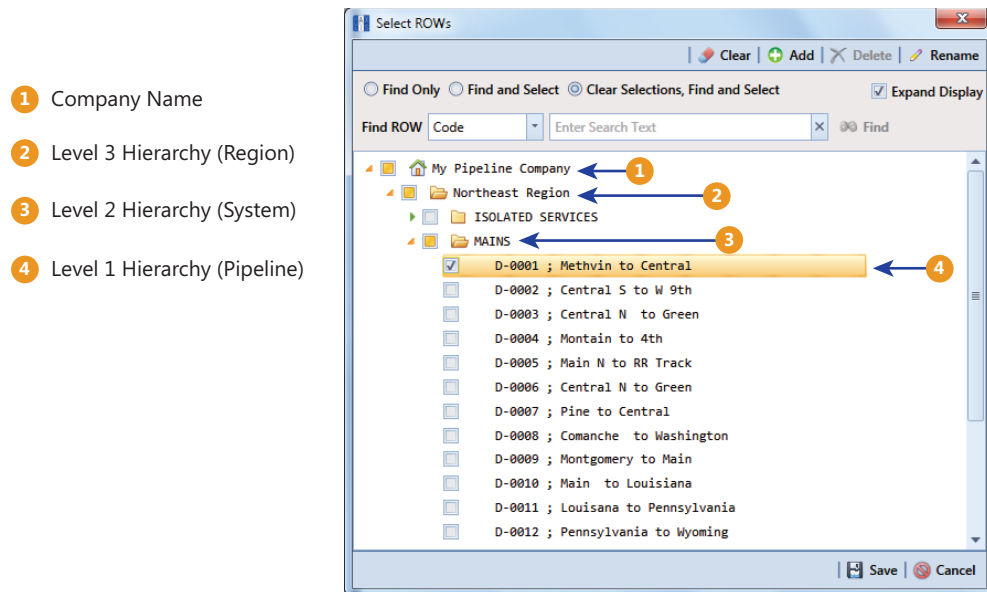 1 Company Name
2 Level 3 Hierarchy (Region)
3 Level 2 Hierarchy (System)
4 Level 1 Hierarchy (Pipeline)
Select ROWs
Clear Add Delete Rename
Find Only Find and Select Clear Selections, Find and Select Expand Display
Find ROW Code Enter Search Text Find
My Pipeline Company 1
Northeast Region 2
ISOLATED SERVICES
MAINS 3
D-0001 ; Methvin to Central 4
D-0002 ; Central S to W 9th
D-0003 ; Central N to Green
D-0004 ; Montain to 4th
D-0005 ; Main N to RR Track
D-0006 ; Central N to Green
D-0007 ; Pine to Central
D-0008 ; Comanche to Washington
D-0009 ; Montgomery to Main
D-0010 ; Main to Louisiana
D-0011 ; Louisana to Pennsylvania
D-0012 ; Pennsylvania to Wyoming
Save Cancel